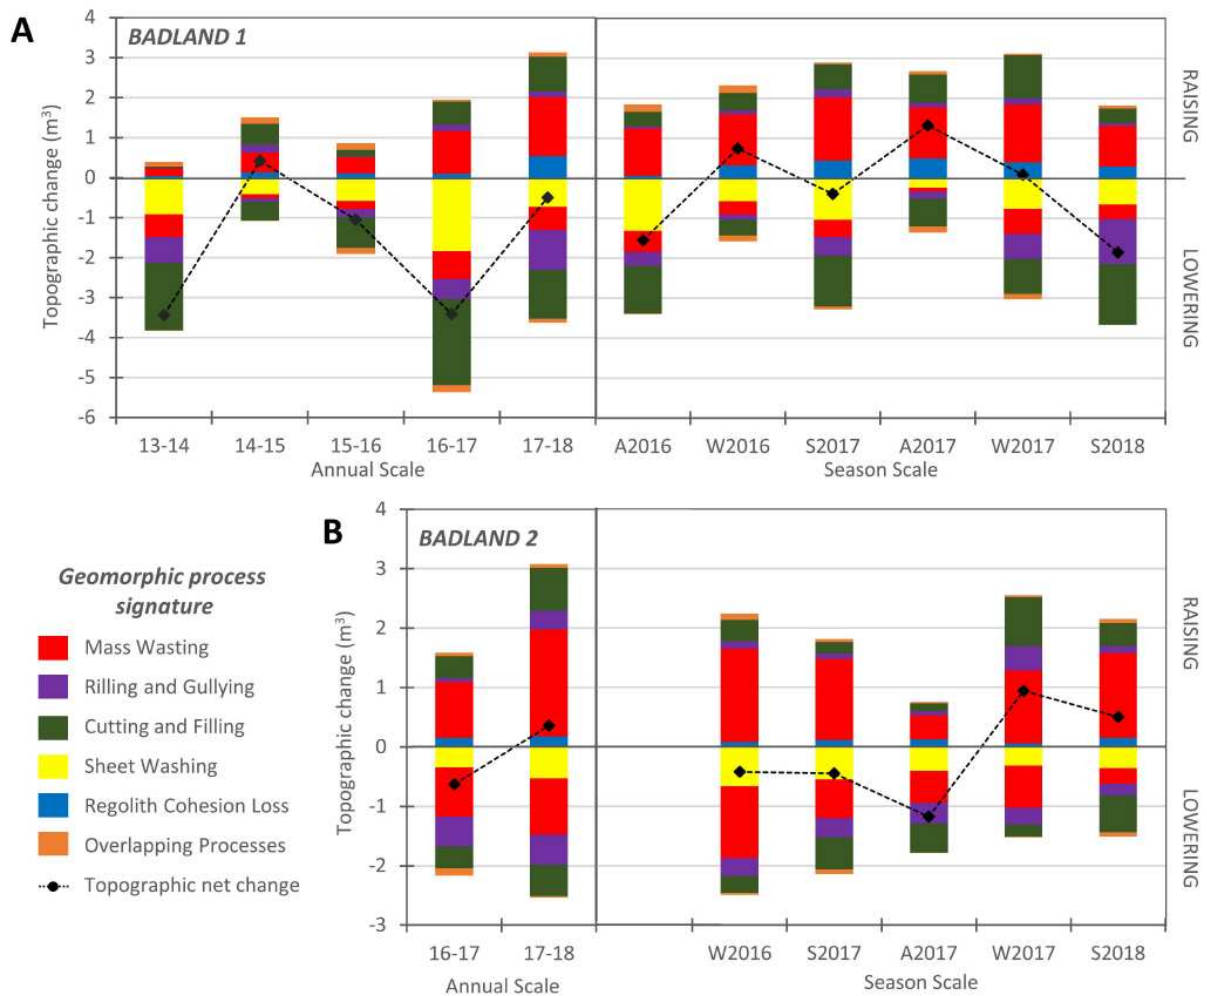 A
BADLAND 1
Topographic change (m³)
4
3
2
1
0
-1
-2
-3
-4
-5
-6
RAISING
LOWERING
13-14 14-15 15-16 16-17 17-18 A2016 W2016 S2017 A2017 W2017 S2018
Annual Scale Season Scale
B
BADLAND 2
Topographic change (m³)
4
3
2
1
0
-1
-2
-3
RAISING
LOWERING
16-17 17-18 W2016 S2017 A2017 W2017 S2018
Annual Scale Season Scale
Geomorphic process
signature
Mass Wasting
Rilling and Gullying
Cutting and Filling
Sheet Washing
Regolith Cohesion Loss
Overlapping Processes
Topographic net change